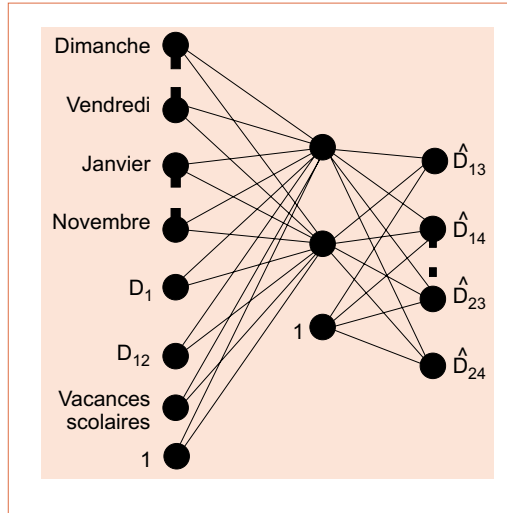 Dimanche
Vendredi
Janvier
Novembre
D₁
D₁₂
Vacances
scolaires
1
1
D̂₁₃
D̂₁₄
D̂₂₃
D̂₂₄